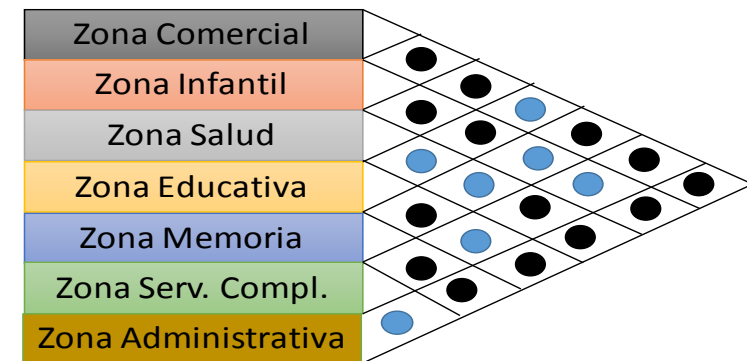 Zona Comercial
Zona Infantil
Zona Salud
Zona Educativa
Zona Memoria
Zona Serv. Compl.
Zona Administrativa